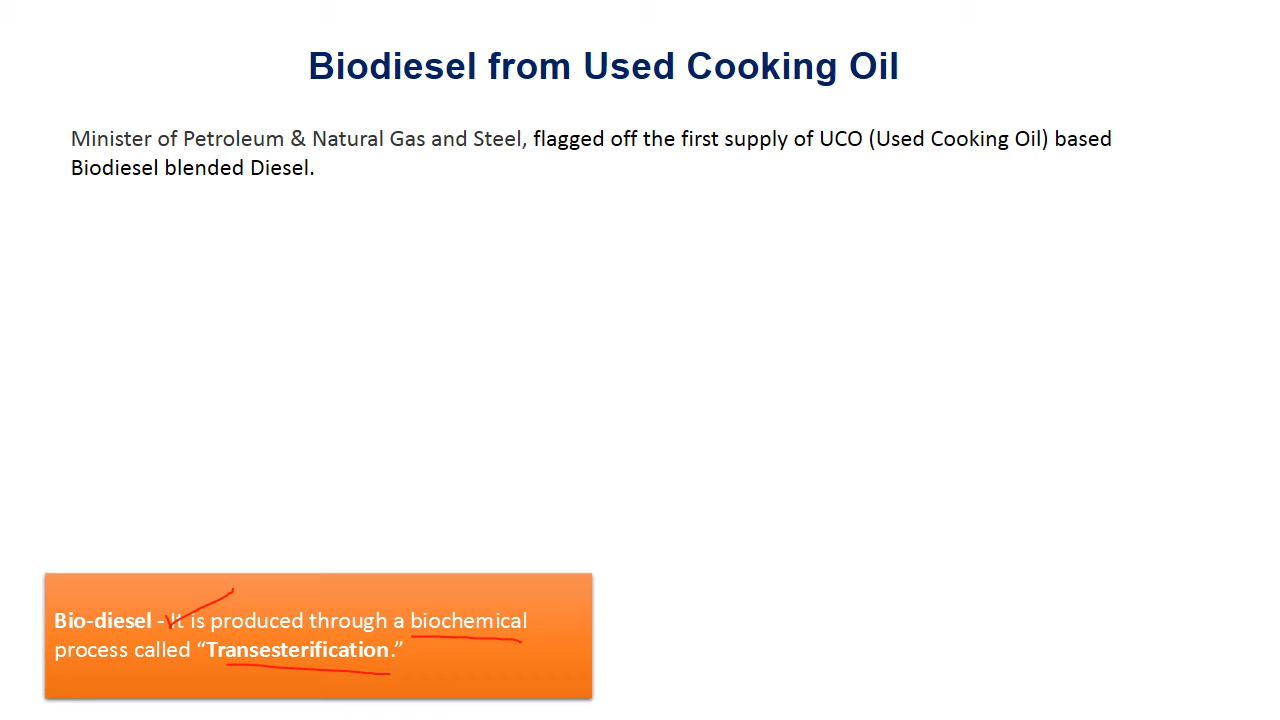 Biodiesel from Used Cooking Oil
Minister of Petroleum & Natural Gas and Steel, flagged off the first supply of UCO (Used Cooking Oil) based
Biodiesel blended Diesel.
Bio-diesel - It is produced through a biochemical
process called “Transesterification.”